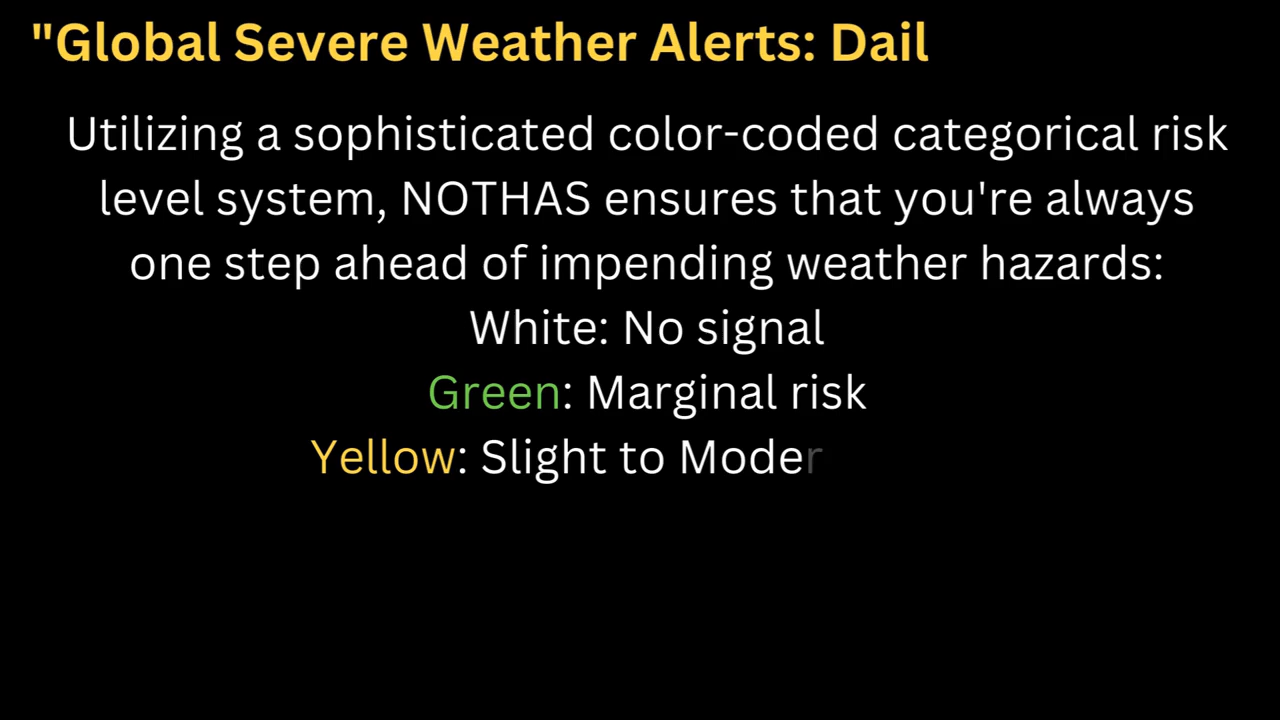 "Global Severe Weather Alerts: Dail
Utilizing a sophisticated color-coded categorical risk
level system, NOTHAS ensures that you're always
one step ahead of impending weather hazards:
White: No signal
Green: Marginal risk
Yellow: Slight to Moder